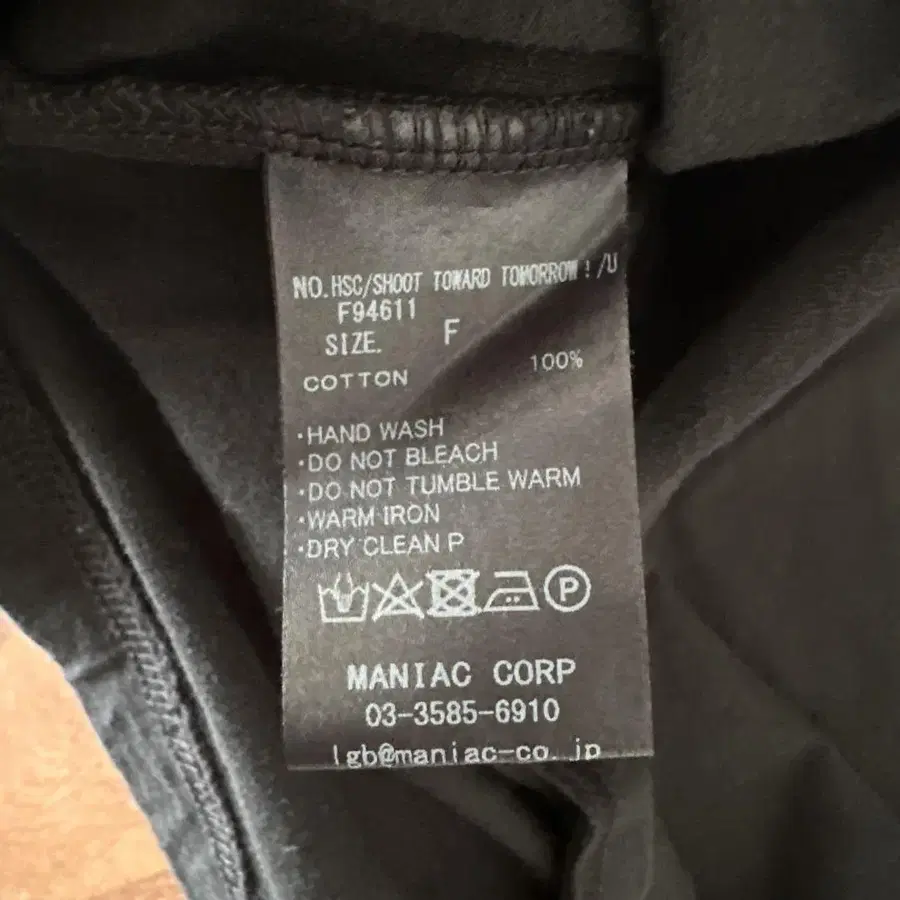 NO.HSC/SHOOT TOWARD TOMORROW!/U
F94611
SIZE. F
COTTON 100%
·HAND WASH
·DO NOT BLEACH
·DO NOT TUMBLE WARM
·WARM IRON
·DRY CLEAN P
P
MANIAC CORP
03-3585-6910
lgb@maniac-co.jp